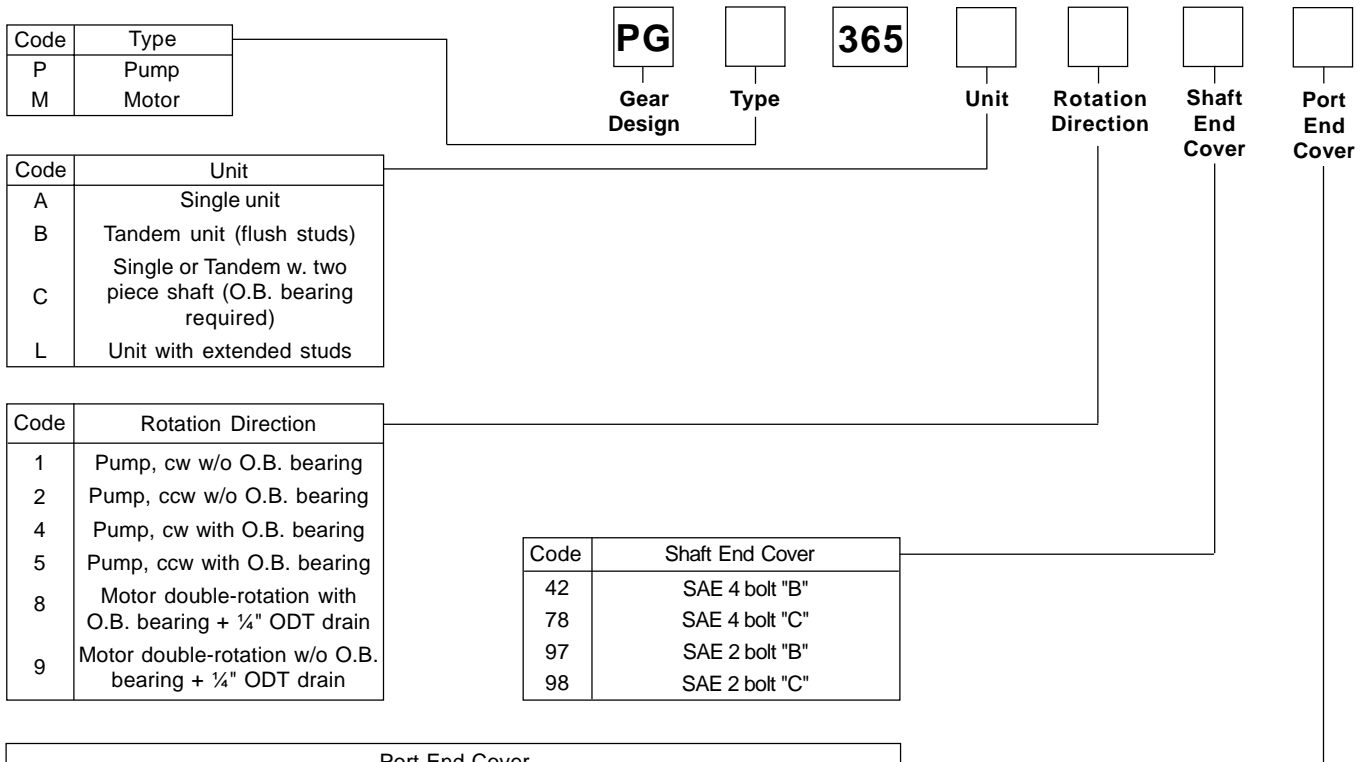 PG 365
Gear Design
Type
Unit
Rotation Direction
Shaft End Cover
Port End Cover
Code Type
P Pump
M Motor
Code Unit
A Single unit
B Tandem unit (flush studs)
C Single or Tandem w. two
piece shaft (O.B. bearing
required)
L Unit with extended studs
Code Rotation Direction
1 Pump, cw w/o O.B. bearing
2 Pump, ccw w/o O.B. bearing
4 Pump, cw with O.B. bearing
5 Pump, ccw with O.B. bearing
8 Motor double-rotation with
O.B. bearing + ¼" ODT drain
9 Motor double-rotation w/o O.B.
bearing + ¼" ODT drain
Code Shaft End Cover
42 SAE 4 bolt "B"
78 SAE 4 bolt "C"
97 SAE 2 bolt "B"
98 SAE 2 bolt "C"
Port End Cover